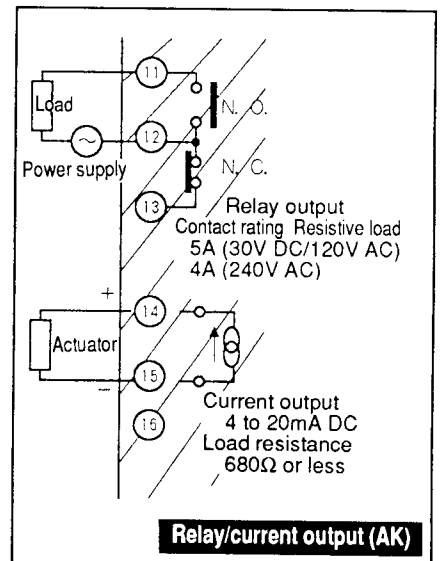 11
Load
N. O.
12
Power supply
N. C.
13
Relay output
Contact rating Resistive load
5A (30V DC/120V AC)
4A (240V AC)
+
14
Actuator
15
−
16
Current output
4 to 20mA DC
Load resistance
680Ω or less
Relay/current output (AK)